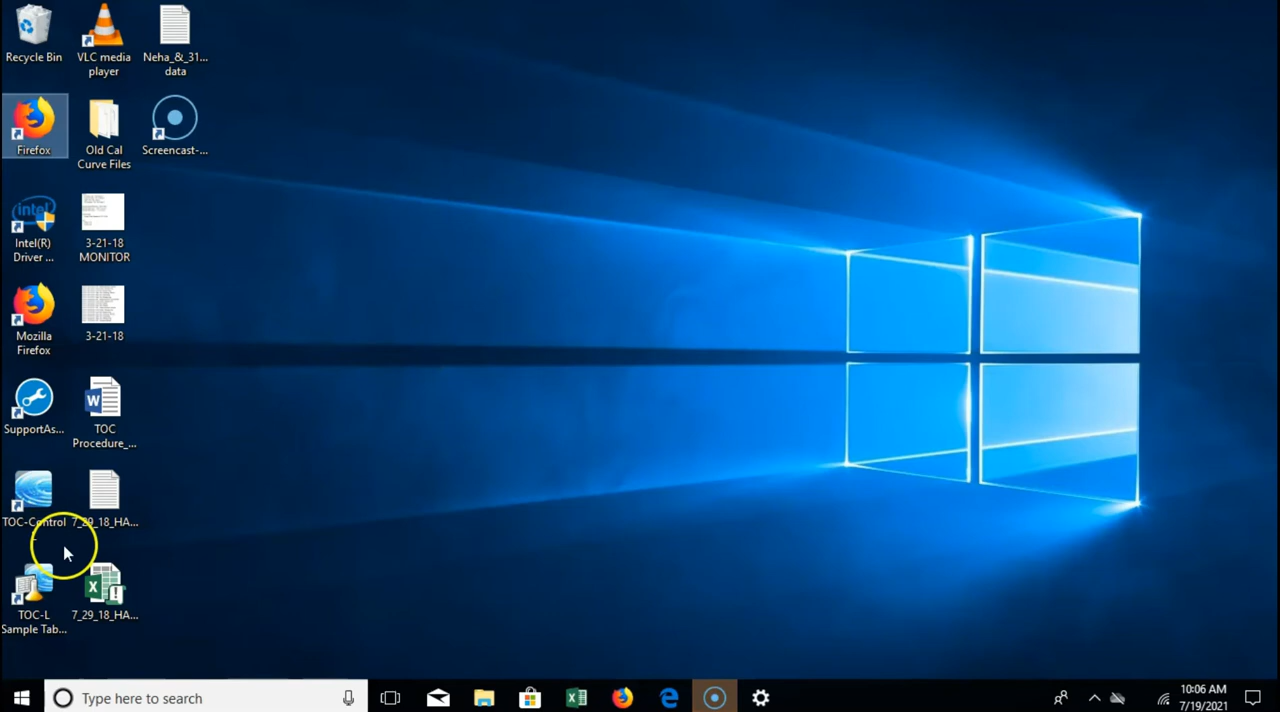 Recycle Bin
VLC media
player
Neha_&_31...
data
Firefox
Old Cal
Curve Files
Screencast-...
intel
Intel(R)
Driver ...
3-21-18
MONITOR
Mozilla
Firefox
3-21-18
SupportAs...
W
TOC
Procedure_...
TOC-Control
7_29_18_HA...
X
TOC-L
Sample Tab...
7_29_18_HA...
Type here to search
10:06 AM
7/19/2021